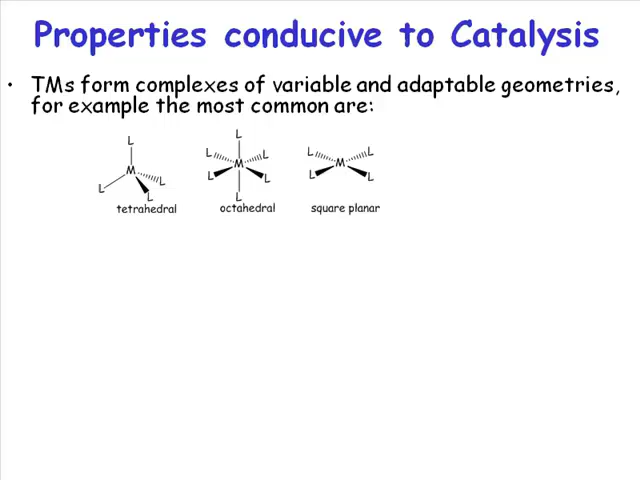 Properties conducive to Catalysis
• TMs form complexes of variable and adaptable geometries,
for example the most common are:
L
M
L
L
L
tetrahedral
L
L
L
M
L
L
L
octahedral
L
L
M
L
L
square planar